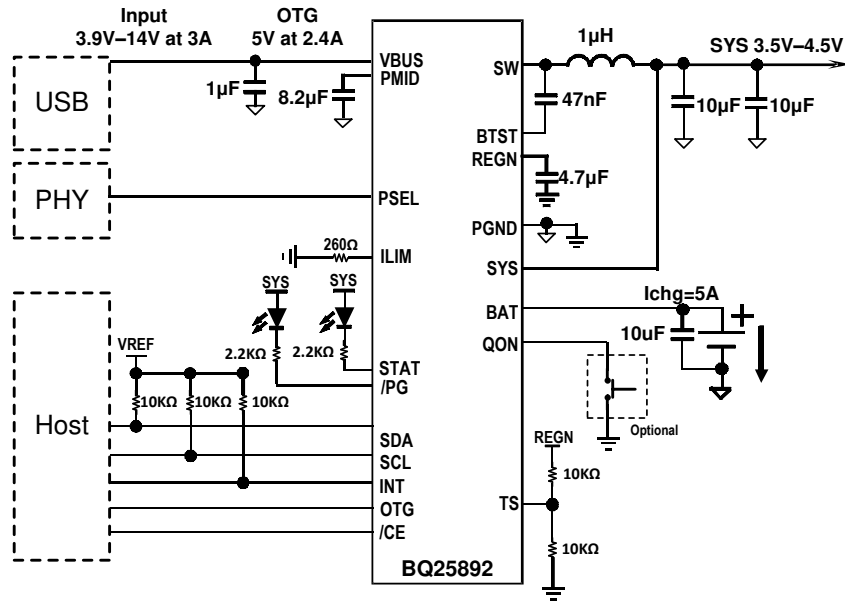 Input
3.9V–14V at 3A
OTG
5V at 2.4A
USB
1µF
8.2µF
VBUS
PMID
PHY
PSEL
260Ω
ILIM
SYS
SYS
2.2KΩ
2.2KΩ
STAT
/PG
VREF
10KΩ
10KΩ
10KΩ
Host
SDA
SCL
INT
OTG
/CE
BQ25892
SW
1µH
SYS 3.5V–4.5V
47nF
10µF
10µF
BTST
REGN
4.7µF
PGND
SYS
BAT
Ichg=5A
10uF
+
QON
Optional
REGN
10KΩ
TS
10KΩ